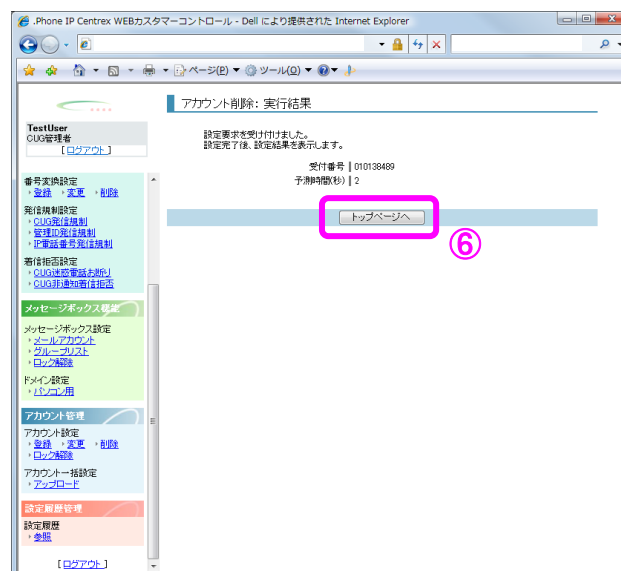 .Phone IP Centrex WEBカスタマーコントロール - Dell により提供された Internet Explorer
ページ(P) ツール(O)
アカウント削除: 実行結果
TestUser
CUG管理者
[ログアウト]
設定要求を受け付けました。
設定完了後、設定結果を表示します。
受付番号 010138489
予測時間(秒) 2
トップページへ
⑥
番号変換設定
登録 変更 削除
発信規制設定
CUG発信規制
管理ID発信規制
IP電話番号発信規制
着信拒否設定
CUG迷惑電話お断り
CUG非通知着信拒否
メッセージボックス機能
メッセージボックス設定
メールアカウント
グループリスト
ロック解除
ドメイン設定
パソコン用
アカウント管理
アカウント設定
登録 変更 削除
ロック解除
アカウント一括設定
アップロード
設定履歴管理
設定履歴
参照
[ログアウト]